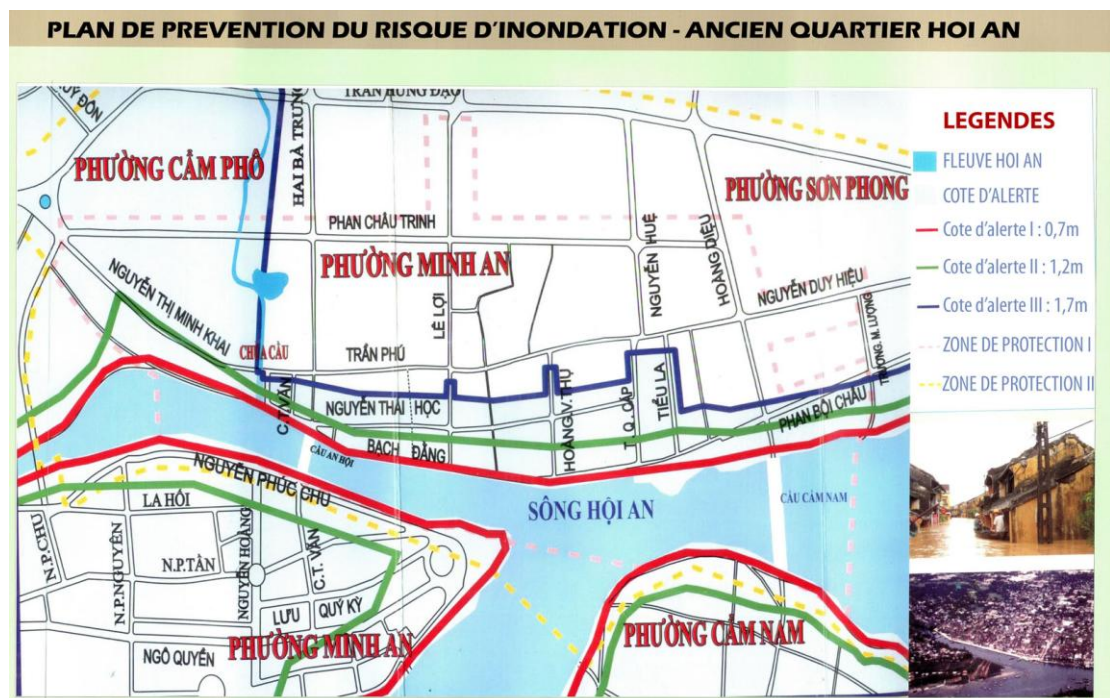 PLAN DE PREVENTION DU RISQUE D'INONDATION - ANCIEN QUARTIER HOI AN
TRẦN HƯNG ĐẠO
HAI BÀ TRƯNG
PHƯỜNG CẨM PHÔ
PHƯỜNG SƠN PHONG
PHAN CHÂU TRINH
PHƯỜNG MINH AN
NGUYỄN HUỆ
HOÀNG DIỆU
NGUYỄN DUY HIỆU
NGUYỄN THỊ MINH KHAI
LÊ LỢI
CHÙA CẦU
TRẦN PHÚ
TRƯƠNG. M. LƯỢNG
C.T.VĂN
NGUYỄN THÁI HỌC
HOÀNG.V.THỤ
T. Q. CẤP
TIỂU LA
PHAN BỘI CHÂU
BẠCH ĐẰNG
CẦU AN HỘI
NGUYỄN PHÚC CHU
LA HỐI
SÔNG HỘI AN
CẦU CẨM NAM
N.P.CHU
N.P.NGUYÊN
N.P.TẦN
NGUYỄN HOÀNG
C.T. VĂN
LƯU QUÝ KỲ
PHƯỜNG MINH AN
NGÔ QUYỀN
PHƯỜNG CẨM NAM
LEGENDES
FLEUVE HOI AN
COTE D'ALERTE
Cote d'alerte I : 0,7m
Cote d'alerte II : 1,2m
Cote d'alerte III : 1,7m
ZONE DE PROTECTION I
ZONE DE PROTECTION II